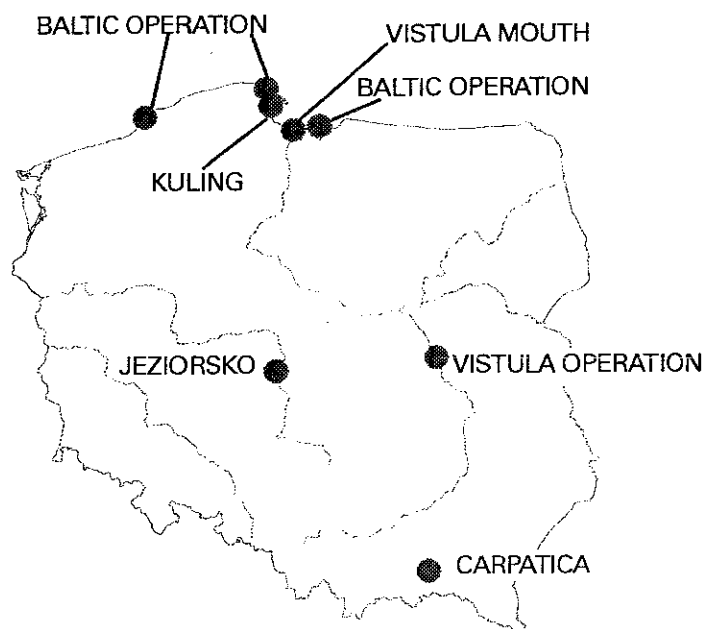 BALTIC OPERATION
VISTULA MOUTH
BALTIC OPERATION
KULING
JEZIORSKO
VISTULA OPERATION
CARPATICA